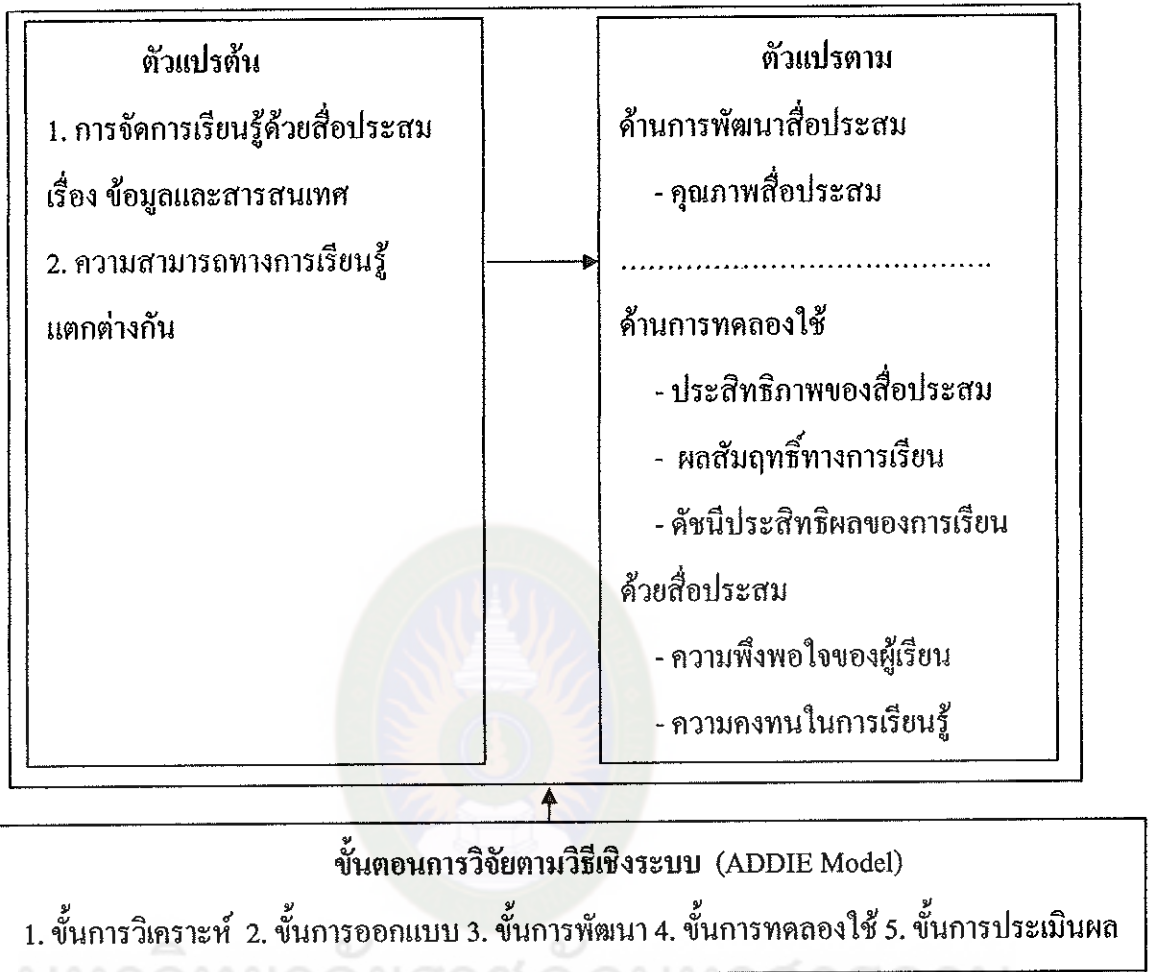 ตัวแปรต้น
1. การจัดการเรียนรู้ด้วยสื่อประสม
เรื่อง ข้อมูลและสารสนเทศ
2. ความสามารถทางการเรียนรู้
แตกต่างกัน
ตัวแปรตาม
ด้านการพัฒนาสื่อประสม
- คุณภาพสื่อประสม
........................................
ด้านการทดลองใช้
- ประสิทธิภาพของสื่อประสม
- ผลสัมฤทธิ์ทางการเรียน
- ดัชนีประสิทธิผลของการเรียน
ด้วยสื่อประสม
- ความพึงพอใจของผู้เรียน
- ความคงทนในการเรียนรู้
ขั้นตอนการวิจัยตามวิธีเชิงระบบ (ADDIE Model)
1. ขั้นการวิเคราะห์ 2. ขั้นการออกแบบ 3. ขั้นการพัฒนา 4. ขั้นการทดลองใช้ 5. ขั้นการประเมินผล